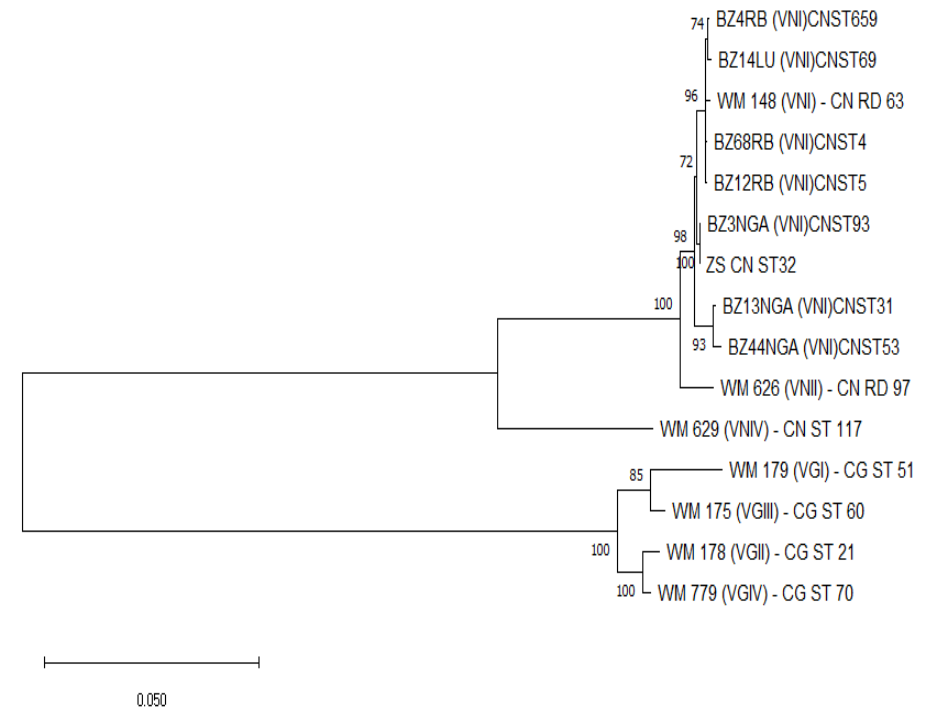 74
BZ4RB (VNI)CNST659
BZ14LU (VNI)CNST69
96
WM 148 (VNI) - CN RD 63
BZ68RB (VNI)CNST4
72
BZ12RB (VNI)CNST5
BZ3NGA (VNI)CNST93
98
100
ZS CN ST32
100
BZ13NGA (VNI)CNST31
93
BZ44NGA (VNI)CNST53
WM 626 (VNII) - CN RD 97
WM 629 (VNIV) - CN ST 117
85
WM 179 (VGI) - CG ST 51
WM 175 (VGIII) - CG ST 60
100
WM 178 (VGII) - CG ST 21
100
WM 779 (VGIV) - CG ST 70
0.050